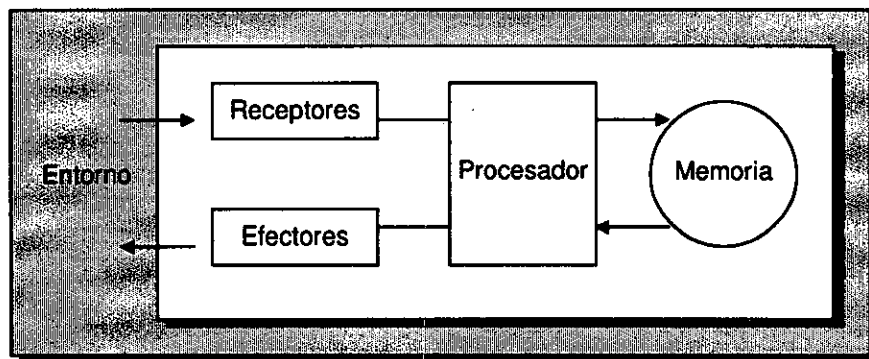 Receptores
Entorno
Procesador
Memoria
Efectores